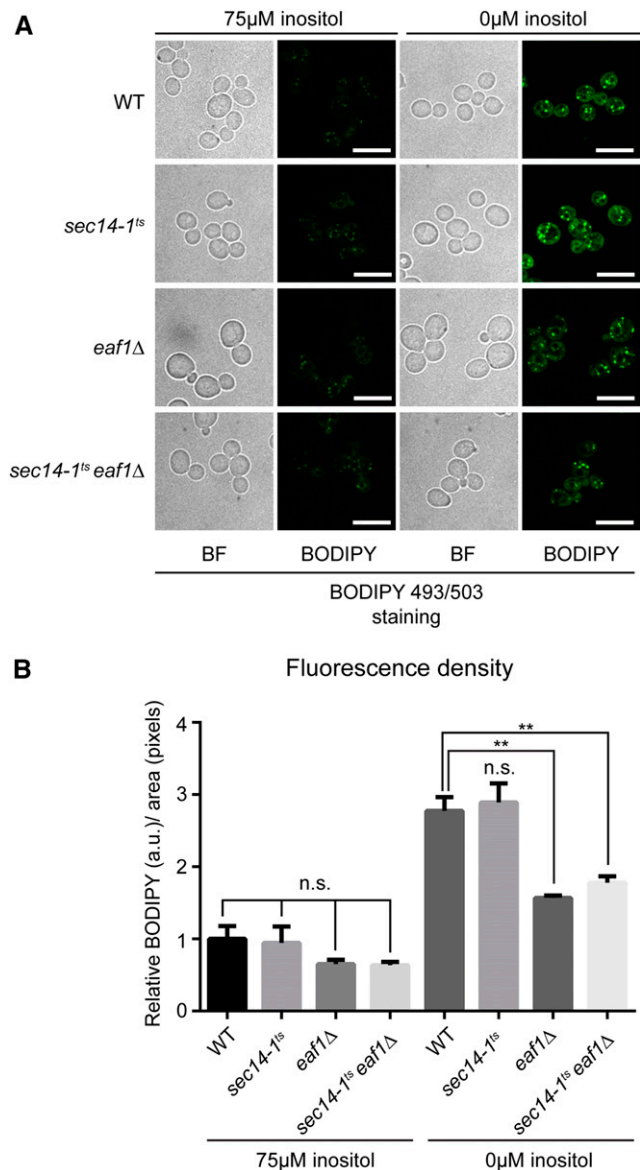 A
75µM inositol 0µM inositol
WT
sec14-1ts
eaf1Δ
sec14-1ts eaf1Δ
BF BODIPY BF BODIPY
BODIPY 493/503
staining
B
Fluorescence density
Relative BODIPY (a.u.)/ area (pixels)
4
3
2
1
0
n.s.
**
**
n.s.
WT sec14-1ts eaf1Δ sec14-1ts eaf1Δ WT sec14-1ts eaf1Δ sec14-1ts eaf1Δ
75µM inositol 0µM inositol